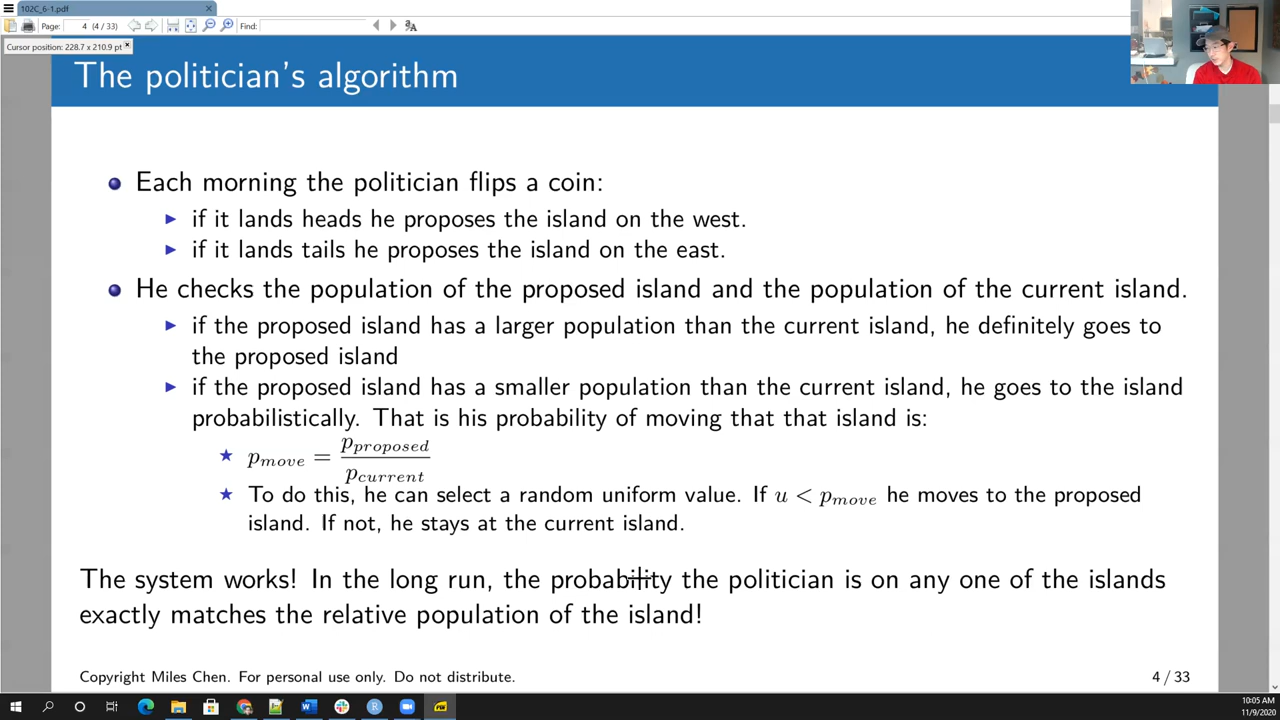 102C_6-1.pdf
Page: 4 (4 / 33) Find:
Cursor position: 228.7 x 210.9 pt
The politician's algorithm
Each morning the politician flips a coin:
if it lands heads he proposes the island on the west.
if it lands tails he proposes the island on the east.
He checks the population of the proposed island and the population of the current island.
if the proposed island has a larger population than the current island, he definitely goes to
the proposed island
if the proposed island has a smaller population than the current island, he goes to the island
probabilistically. That is his probability of moving that that island is:
p_move = p_proposed / p_current
To do this, he can select a random uniform value. If u < p_move he moves to the proposed
island. If not, he stays at the current island.
The system works! In the long run, the probability the politician is on any one of the islands
exactly matches the relative population of the island!
Copyright Miles Chen. For personal use only. Do not distribute.
4 / 33
10:05 AM
11/9/2020